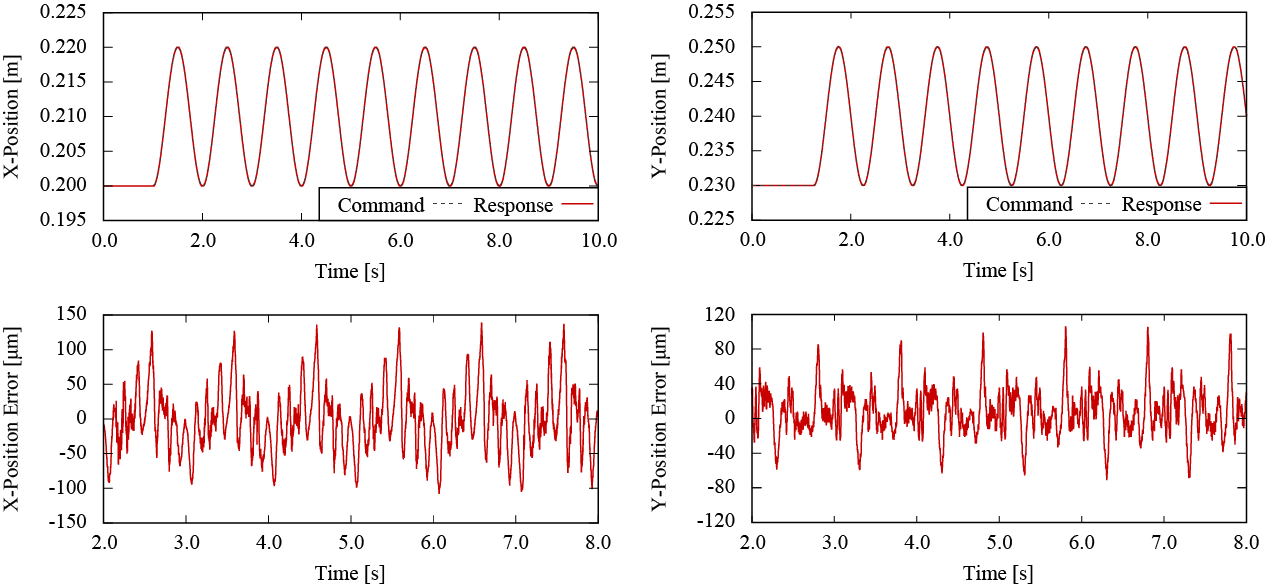 X-Position [m]
0.225
0.220
0.215
0.210
0.205
0.200
0.195
Command Response
0.0 2.0 4.0 6.0 8.0 10.0
Time [s]
Y-Position [m]
0.255
0.250
0.245
0.240
0.235
0.230
0.225
Command Response
0.0 2.0 4.0 6.0 8.0 10.0
Time [s]
X-Position Error [μm]
150
100
50
0
-50
-100
-150
2.0 3.0 4.0 5.0 6.0 7.0 8.0
Time [s]
Y-Position Error [μm]
120
80
40
0
-40
-80
-120
2.0 3.0 4.0 5.0 6.0 7.0 8.0
Time [s]